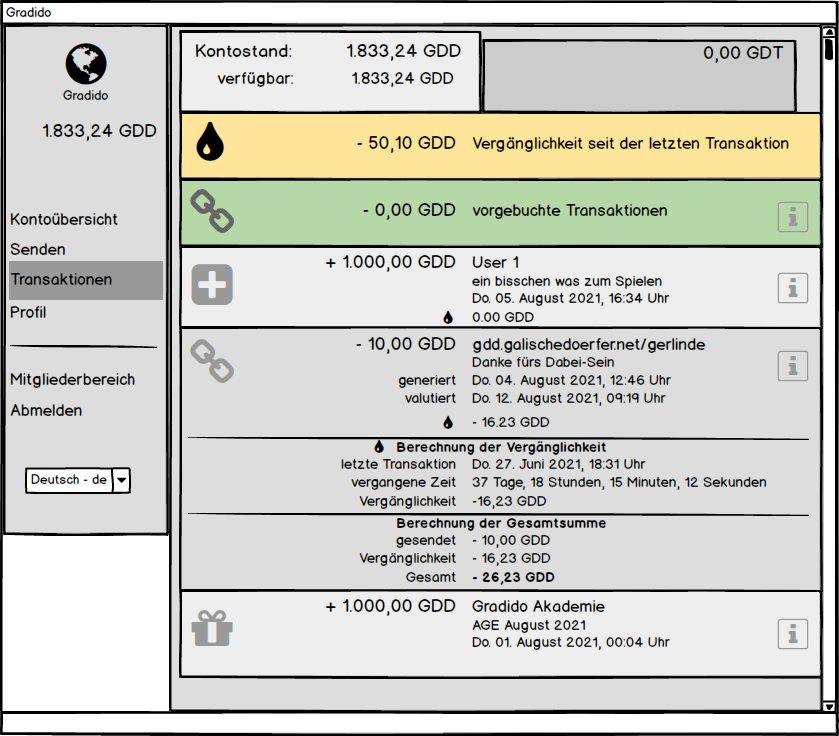 Gradido
Gradido
1.833,24 GDD
Kontoübersicht
Senden
Transaktionen
Profil
Mitgliederbereich
Abmelden
Deutsch - de
Kontostand: 1.833,24 GDD
verfügbar: 1.833,24 GDD
0,00 GDT
- 50,10 GDD Vergänglichkeit seit der letzten Transaktion
- 0,00 GDD vorgebuchte Transaktionen
+ 1.000,00 GDD User 1
ein bisschen was zum Spielen
Do. 05. August 2021, 16:34 Uhr
0.00 GDD
- 10,00 GDD gdd.galischedoerfer.net/gerlinde
Danke fürs Dabei-Sein
generiert Do. 04. August 2021, 12:46 Uhr
valutiert Do. 12. August 2021, 09:19 Uhr
- 16.23 GDD
Berechnung der Vergänglichkeit
letzte Transaktion Do. 27. Juni 2021, 18:31 Uhr
vergangene Zeit 37 Tage, 18 Stunden, 15 Minuten, 12 Sekunden
Vergänglichkeit -16,23 GDD
Berechnung der Gesamtsumme
gesendet - 10,00 GDD
Vergänglichkeit - 16,23 GDD
Gesamt - 26,23 GDD
+ 1.000,00 GDD Gradido Akademie
AGE August 2021
Do. 01. August 2021, 00:04 Uhr